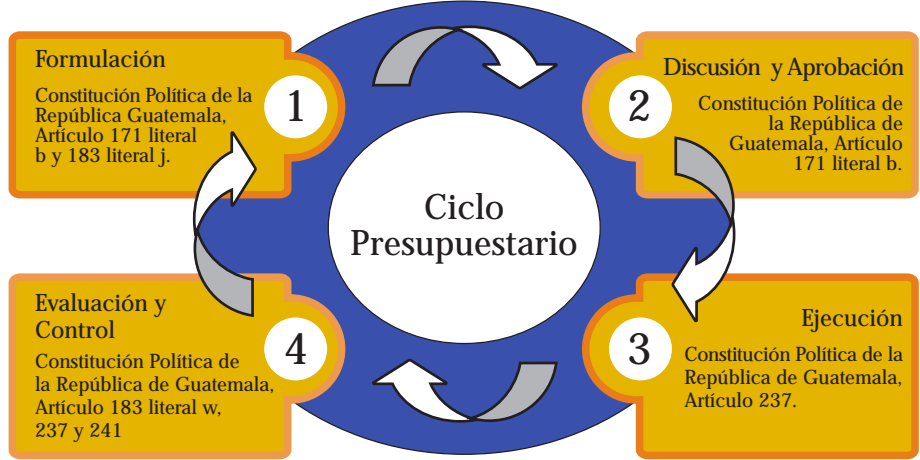 Formulación
Constitución Política de la
República Guatemala,
Artículo 171 literal
b y 183 literal j.
1
2
Discusión y Aprobación
Constitución Política de
la República de
Guatemala, Artículo
171 literal b.
Ciclo
Presupuestario
3
Ejecución
Constitución Política de la
República de Guatemala,
Artículo 237.
4
Evaluación y
Control
Constitución Política de
la República de Guatemala,
Artículo 183 literal w,
237 y 241